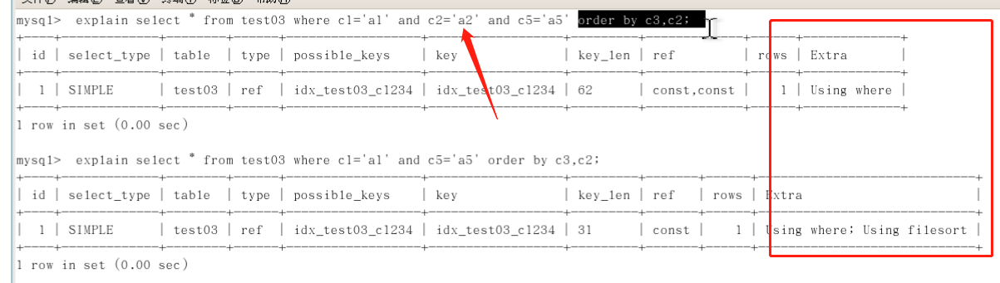 mysql>  explain select * from test03 where c1='a1' and c2='a2' and c5='a5' order by c3,c2;
+----+-------------+--------+------+------------------+------------------+---------+-------------+------+-------------+
| id | select_type | table  | type | possible_keys    | key              | key_len | ref         | rows | Extra       |
+----+-------------+--------+------+------------------+------------------+---------+-------------+------+-------------+
|  1 | SIMPLE      | test03 | ref  | idx_test03_c1234 | idx_test03_c1234 | 62      | const,const |    1 | Using where |
+----+-------------+--------+------+------------------+------------------+---------+-------------+------+-------------+
1 row in set (0.00 sec)
mysql>  explain select * from test03 where c1='a1' and c5='a5' order by c3,c2;
+----+-------------+--------+------+------------------+------------------+---------+-------+------+-----------------------------+
| id | select_type | table  | type | possible_keys    | key              | key_len | ref   | rows | Extra                       |
+----+-------------+--------+------+------------------+------------------+---------+-------+------+-----------------------------+
|  1 | SIMPLE      | test03 | ref  | idx_test03_c1234 | idx_test03_c1234 | 31      | const |    1 | Using where; Using filesort |
+----+-------------+--------+------+------------------+------------------+---------+-------+------+-----------------------------+
1 row in set (0.00 sec)